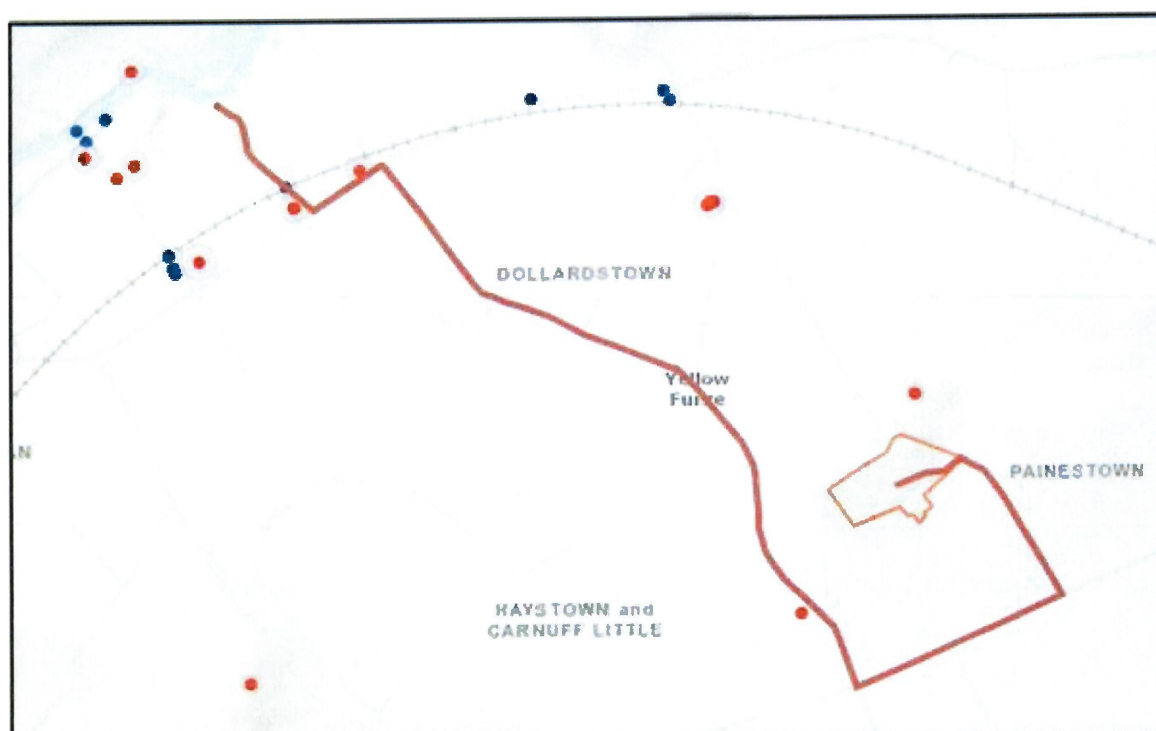 DOLLARDSTOWN
Yellow
Furze
PAINESTOWN
HAYSTOWN and
CARNUFF LITTLE